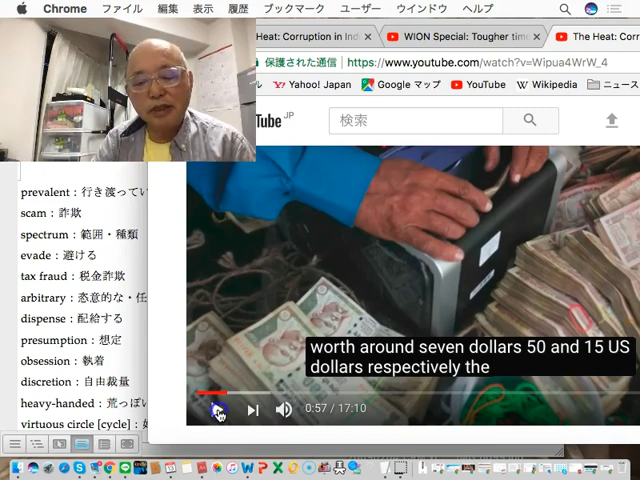 Chrome ファイル 編集 表示 履歴 ブックマーク ユーザー ウインドウ ヘルプ
Heat: Corruption in Indi
WION Special: Tougher time
The Heat: Corr
保護された通信 https://www.youtube.com/watch?v=Wipua4WrW_4
Yahoo! Japan Google マップ YouTube Wikipedia ニュース
Tube JP
検索
prevalent：行き渡ってい
scam：詐欺
spectrum：範囲・種類
evade：避ける
tax fraud：税金詐欺
arbitrary：恣意的な・任
dispense：配給する
presumption：想定
obsession：執着
discretion：自由裁量
heavy-handed：荒っぽい
virtuous circle [cycle]：好
worth around seven dollars 50 and 15 US
dollars respectively the
0:57 / 17:10